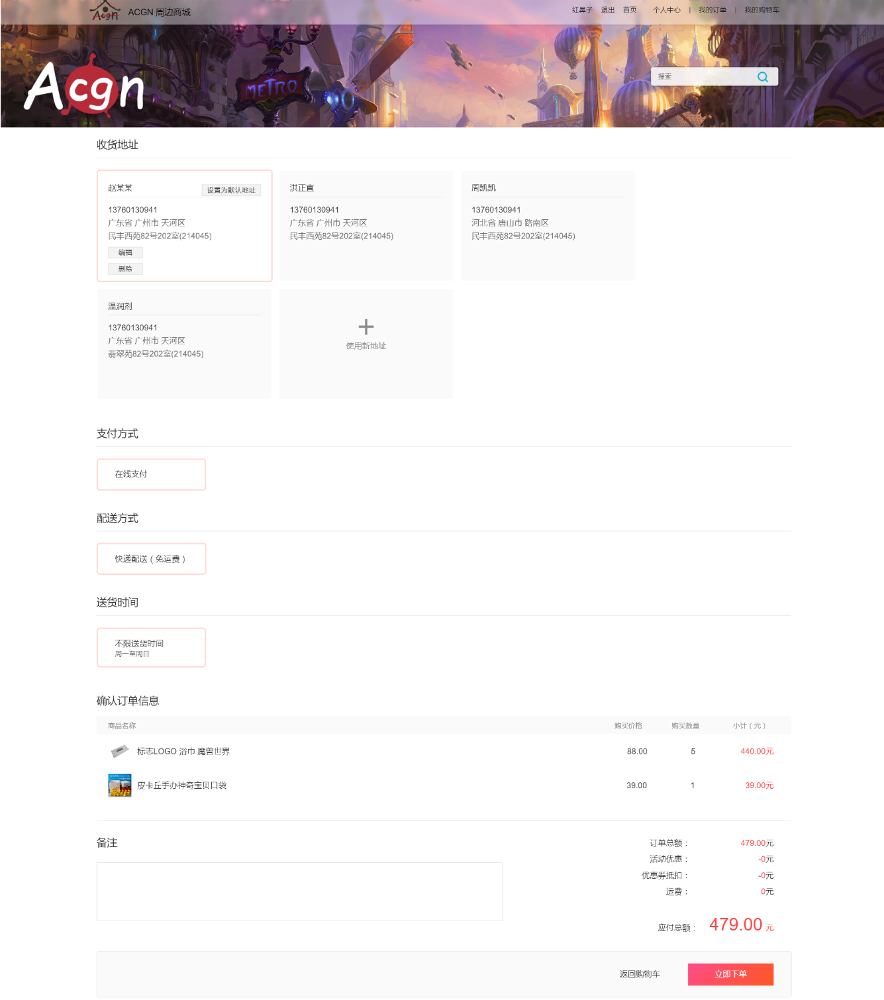 Acgn
ACGN 周边商城
红鼻子 退出 首页 个人中心 | 我的订单 | 我的购物车
METRO
Acgn
搜索
收货地址
赵某某
设置为默认地址
13760130941
广东省 广州市 天河区
民丰西苑82号202室(214045)
编辑
删除
洪正直
13760130941
广东省 广州市 天河区
民丰西苑82号202室(214045)
周凯凯
13760130941
河北省 唐山市 路南区
民丰西苑82号202室(214045)
温润剂
13760130941
广东省 广州市 天河区
翡翠苑82号202室(214045)
使用新地址
支付方式
在线支付
配送方式
快递配送（免运费）
送货时间
不限送货时间
周一至周日
确认订单信息
商品名称 购买价格 购买数量 小计（元）
标志LOGO 浴巾 魔兽世界 88.00 5 440.00元
皮卡丘手办神奇宝贝口袋 39.00 1 39.00元
备注
订单总额： 479.00元
活动优惠： -0元
优惠券抵扣： -0元
运费： 0元
应付总额： 479.00 元
返回购物车 立即下单